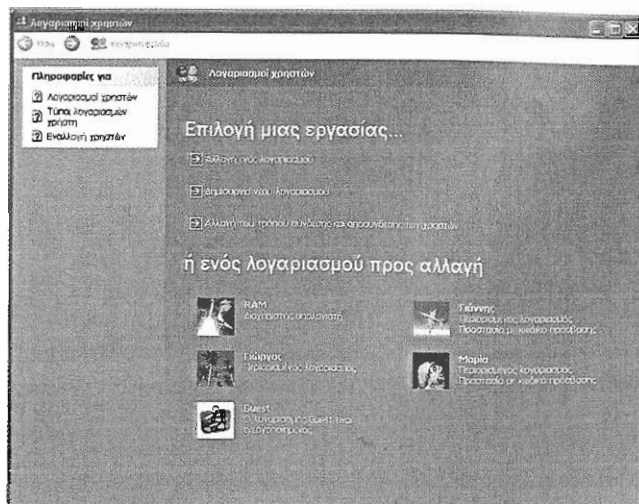 Λογαριασμοί χρηστών
Πίσω
Κεντρική σελίδα
Πληροφορίες για
Λογαριασμοί χρηστών
Τύποι λογαριασμών
χρήστη
Εναλλαγή χρηστών
Λογαριασμοί χρηστών
Επιλογή μιας εργασίας...
Αλλαγή ενός λογαριασμού
Δημιουργία νέου λογαριασμού
Αλλαγή του τρόπου σύνδεσης και αποσύνδεσης των χρηστών
ή ενός λογαριασμού προς αλλαγή
RAM
Διαχειριστής υπολογιστή
Γιάννης
Περιορισμένος λογαριασμός
Προστασία με κωδικό πρόσβασης
Γιώργος
Περιορισμένος λογαριασμός
Μαρία
Περιορισμένος λογαριασμός
Προστασία με κωδικό πρόσβασης
Guest
Ο λογαριασμός Guest είναι
ενεργοποιημένος